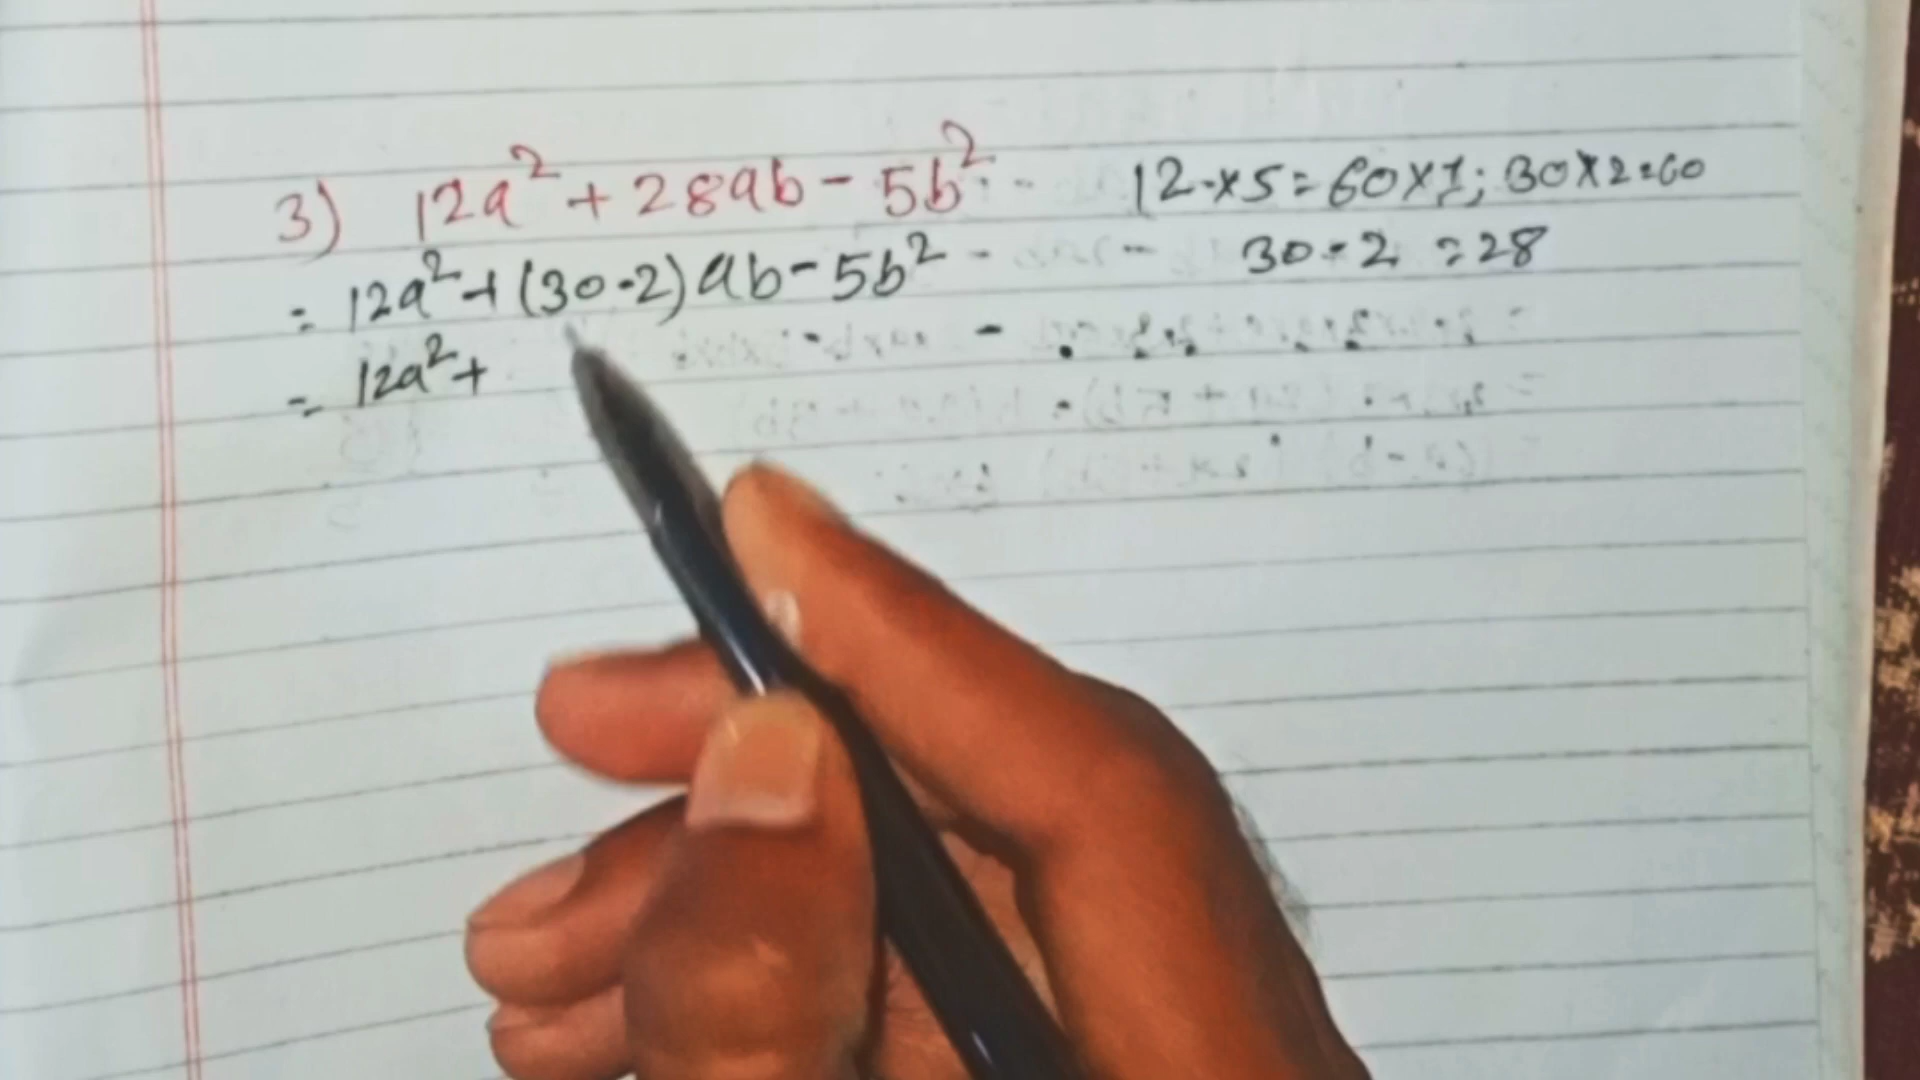 3) 12a² + 28ab - 5b²
12×5=60×1; 30×2=60
= 12a² + (30-2)ab - 5b²
30-2 =28
= 12a² +